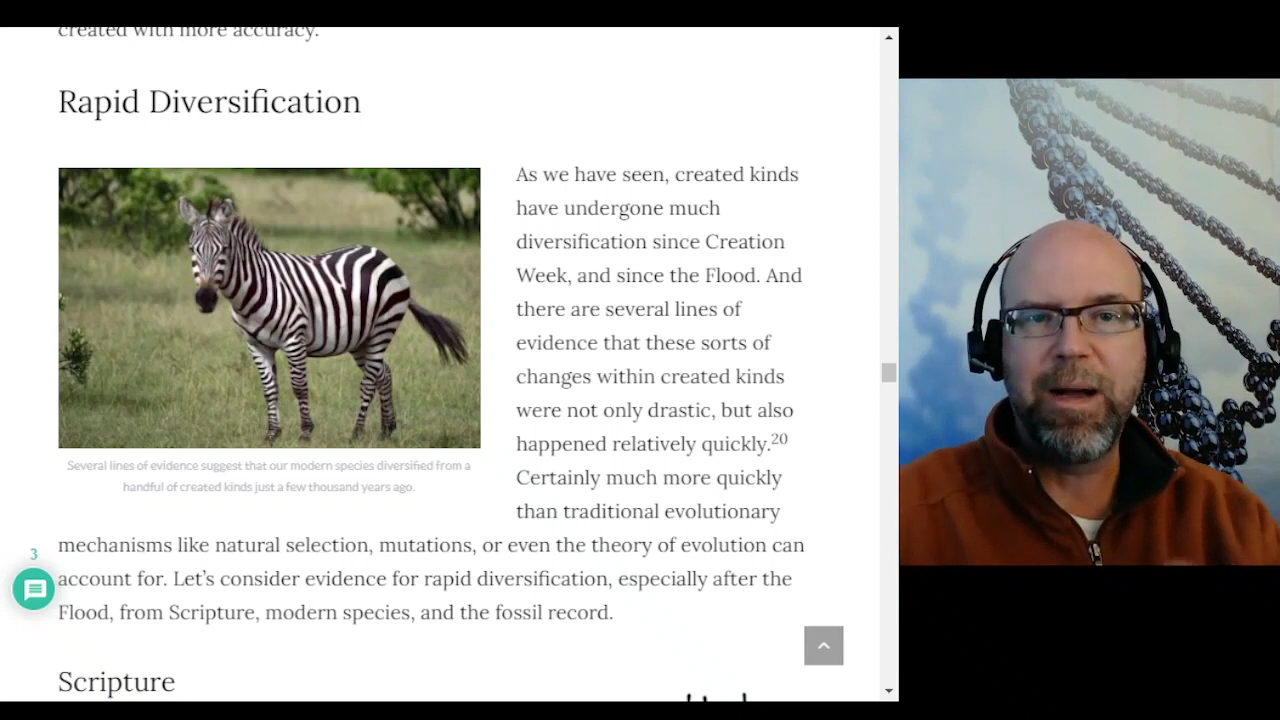 created with more accuracy.
Rapid Diversification
As we have seen, created kinds
have undergone much
diversification since Creation
Week, and since the Flood. And
there are several lines of
evidence that these sorts of
changes within created kinds
were not only drastic, but also
happened relatively quickly.20
Certainly much more quickly
than traditional evolutionary
Several lines of evidence suggest that our modern species diversified from a
handful of created kinds just a few thousand years ago.
mechanisms like natural selection, mutations, or even the theory of evolution can
account for. Let's consider evidence for rapid diversification, especially after the
Flood, from Scripture, modern species, and the fossil record.
3
Scripture